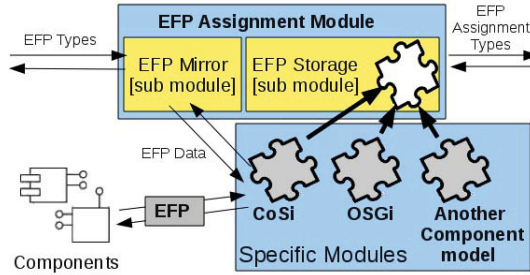 EFP Assignment Module
EFP
Assignment
Types
EFP Types
EFP Mirror
[sub module]
EFP Storage
[sub module]
EFP Data
EFP
CoSi
OSGi
Another
Component
model
Components
Specific Modules